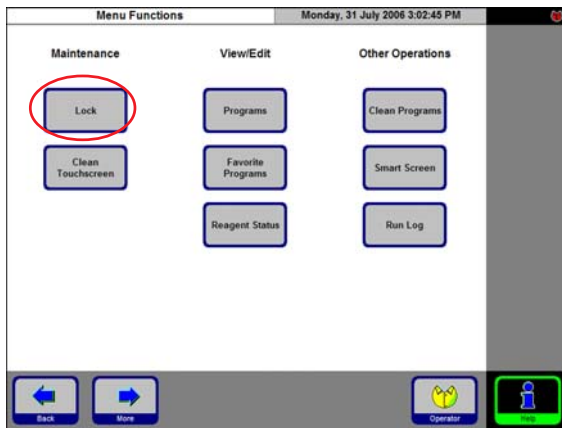 Menu Functions
Monday, 31 July 2006 3:02:45 PM
Maintenance
View/Edit
Other Operations
Lock
Programs
Clean Programs
Clean
Touchscreen
Favorite
Programs
Smart Screen
Reagent Status
Run Log
Back
More
Operator
Help